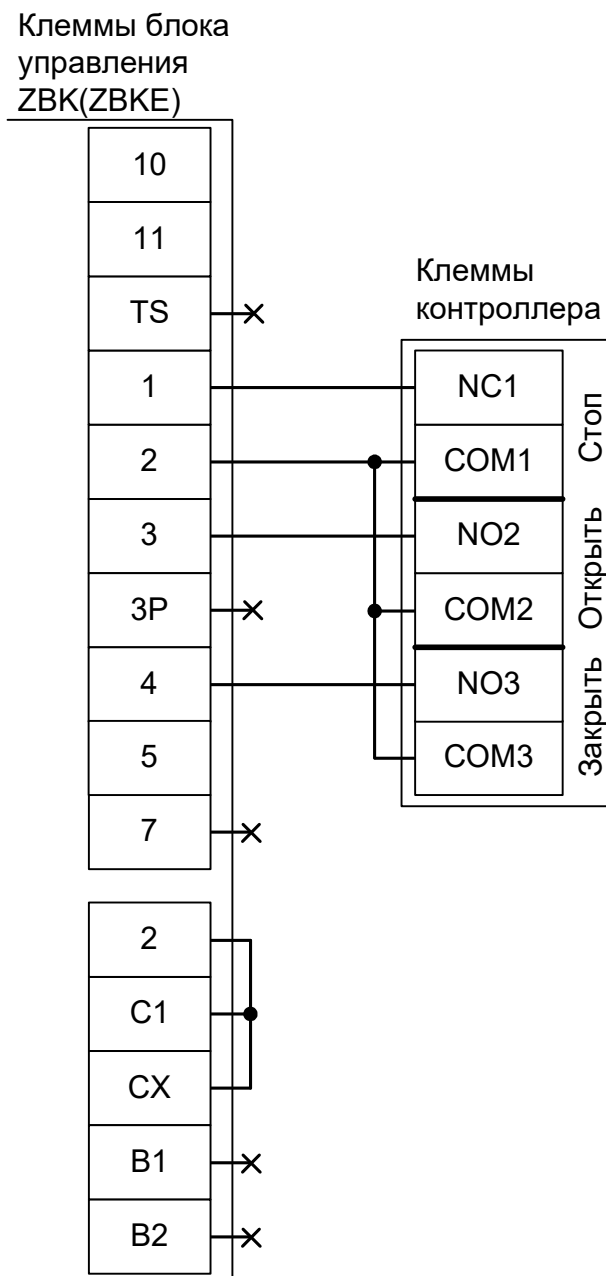 Клеммы блока
управления
ZBK(ZBKE)
10
11
TS
1
2
3
3P
4
5
7
2
C1
CX
B1
B2
Клеммы
контроллера
NC1
COM1
NO2
COM2
NO3
COM3
Стоп
Открыть
Закрыть